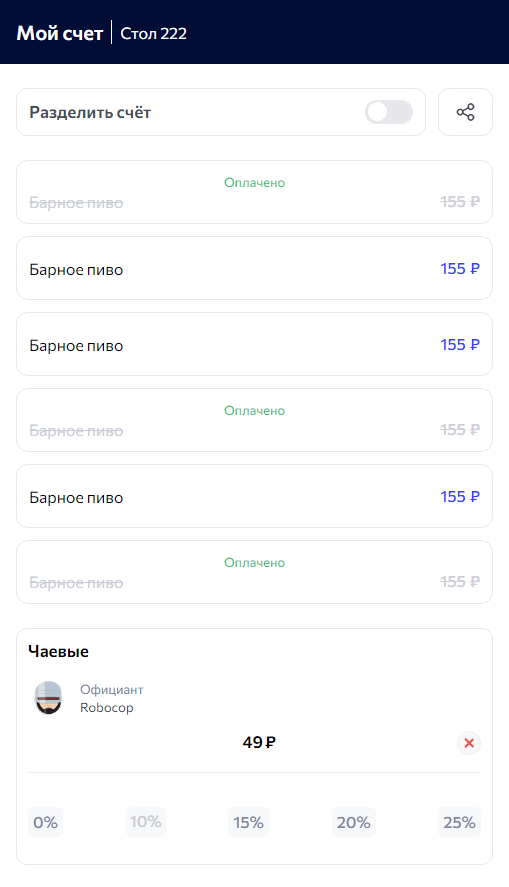 Мой счет | Стол 222
Разделить счёт
Оплачено
Барное пиво 155 ₽
Барное пиво 155 ₽
Барное пиво 155 ₽
Оплачено
Барное пиво 155 ₽
Барное пиво 155 ₽
Оплачено
Барное пиво 155 ₽
Чаевые
Официант
Robocop
49 ₽
0% 10% 15% 20% 25%